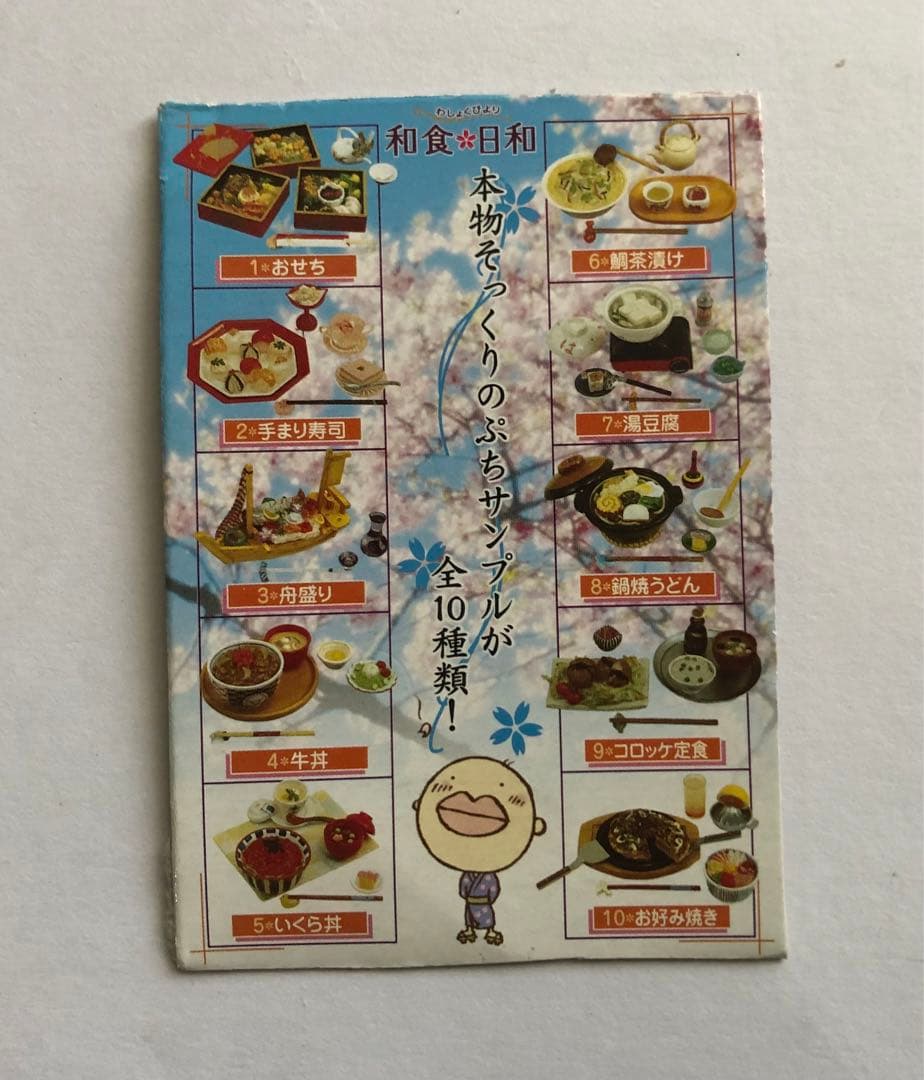 わしょくびより
和食✽日和
本物そっくりのぷちサンプルが
全10種類!
1✽おせち
2✽手まり寿司
3✽舟盛り
4✽牛丼
5✽いくら丼
6✽鯛茶漬け
7✽湯豆腐
8✽鍋焼うどん
9✽コロッケ定食
10✽お好み焼き